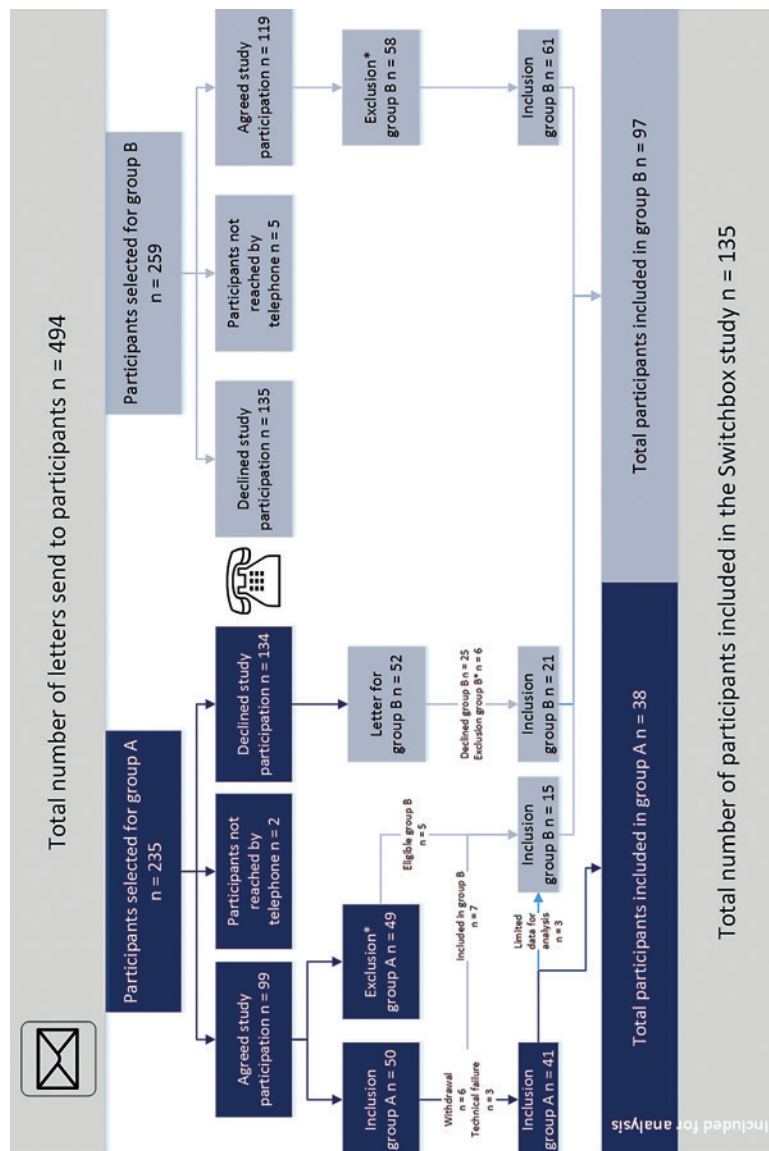 Total number of letters send to participants n = 494
Participants selected for group A
n = 235
Participants selected for group B
n = 259
Agreed study
participation n = 99
Participants not
reached by
telephone n = 2
Declined study
participation n = 134
Declined study
participation n = 135
Participants not
reached by
telephone n = 5
Agreed study
participation n = 119
Inclusion
group A n = 50
Exclusion*
group A n = 49
Letter for
group B n = 52
Exclusion*
group B n = 58
Withdrawal
n = 6
Technical failure
n = 3
Included in group B
n = 7
Eligible group B
n = 5
Declined group B n = 25
Exclusion group B* n = 6
Inclusion
group A n = 41
Limited
data for
analysis
n = 3
Inclusion
group B n = 15
Inclusion
group B n = 21
Inclusion
group B n = 61
Included for analysis
Total participants included in group A n = 38
Total participants included in group B n = 97
Total number of participants included in the Switchbox study n = 135